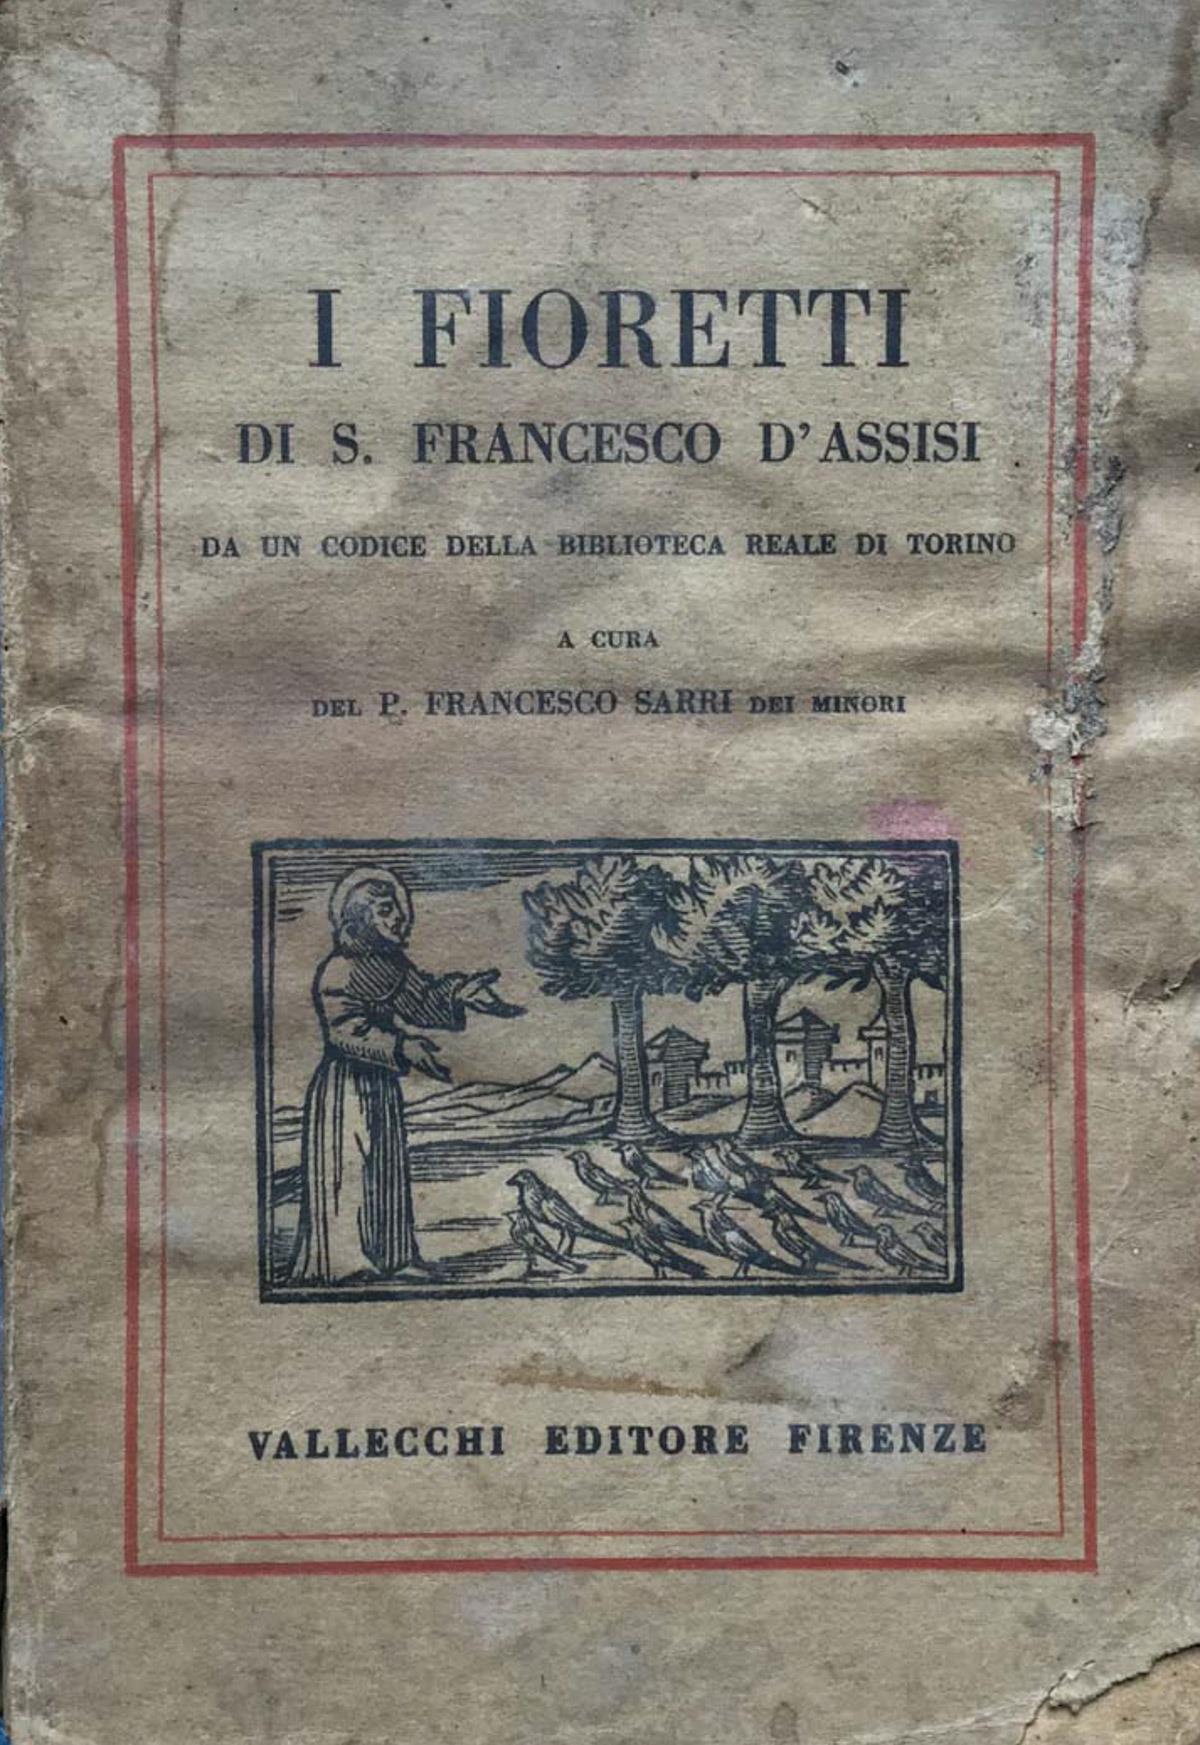 I FIORETTI
DI S. FRANCESCO D'ASSISI
DA UN CODICE DELLA BIBLIOTECA REALE DI TORINO
A CURA
DEL P. FRANCESCO SARRI DEI MINORI
VALLECCHI EDITORE FIRENZE